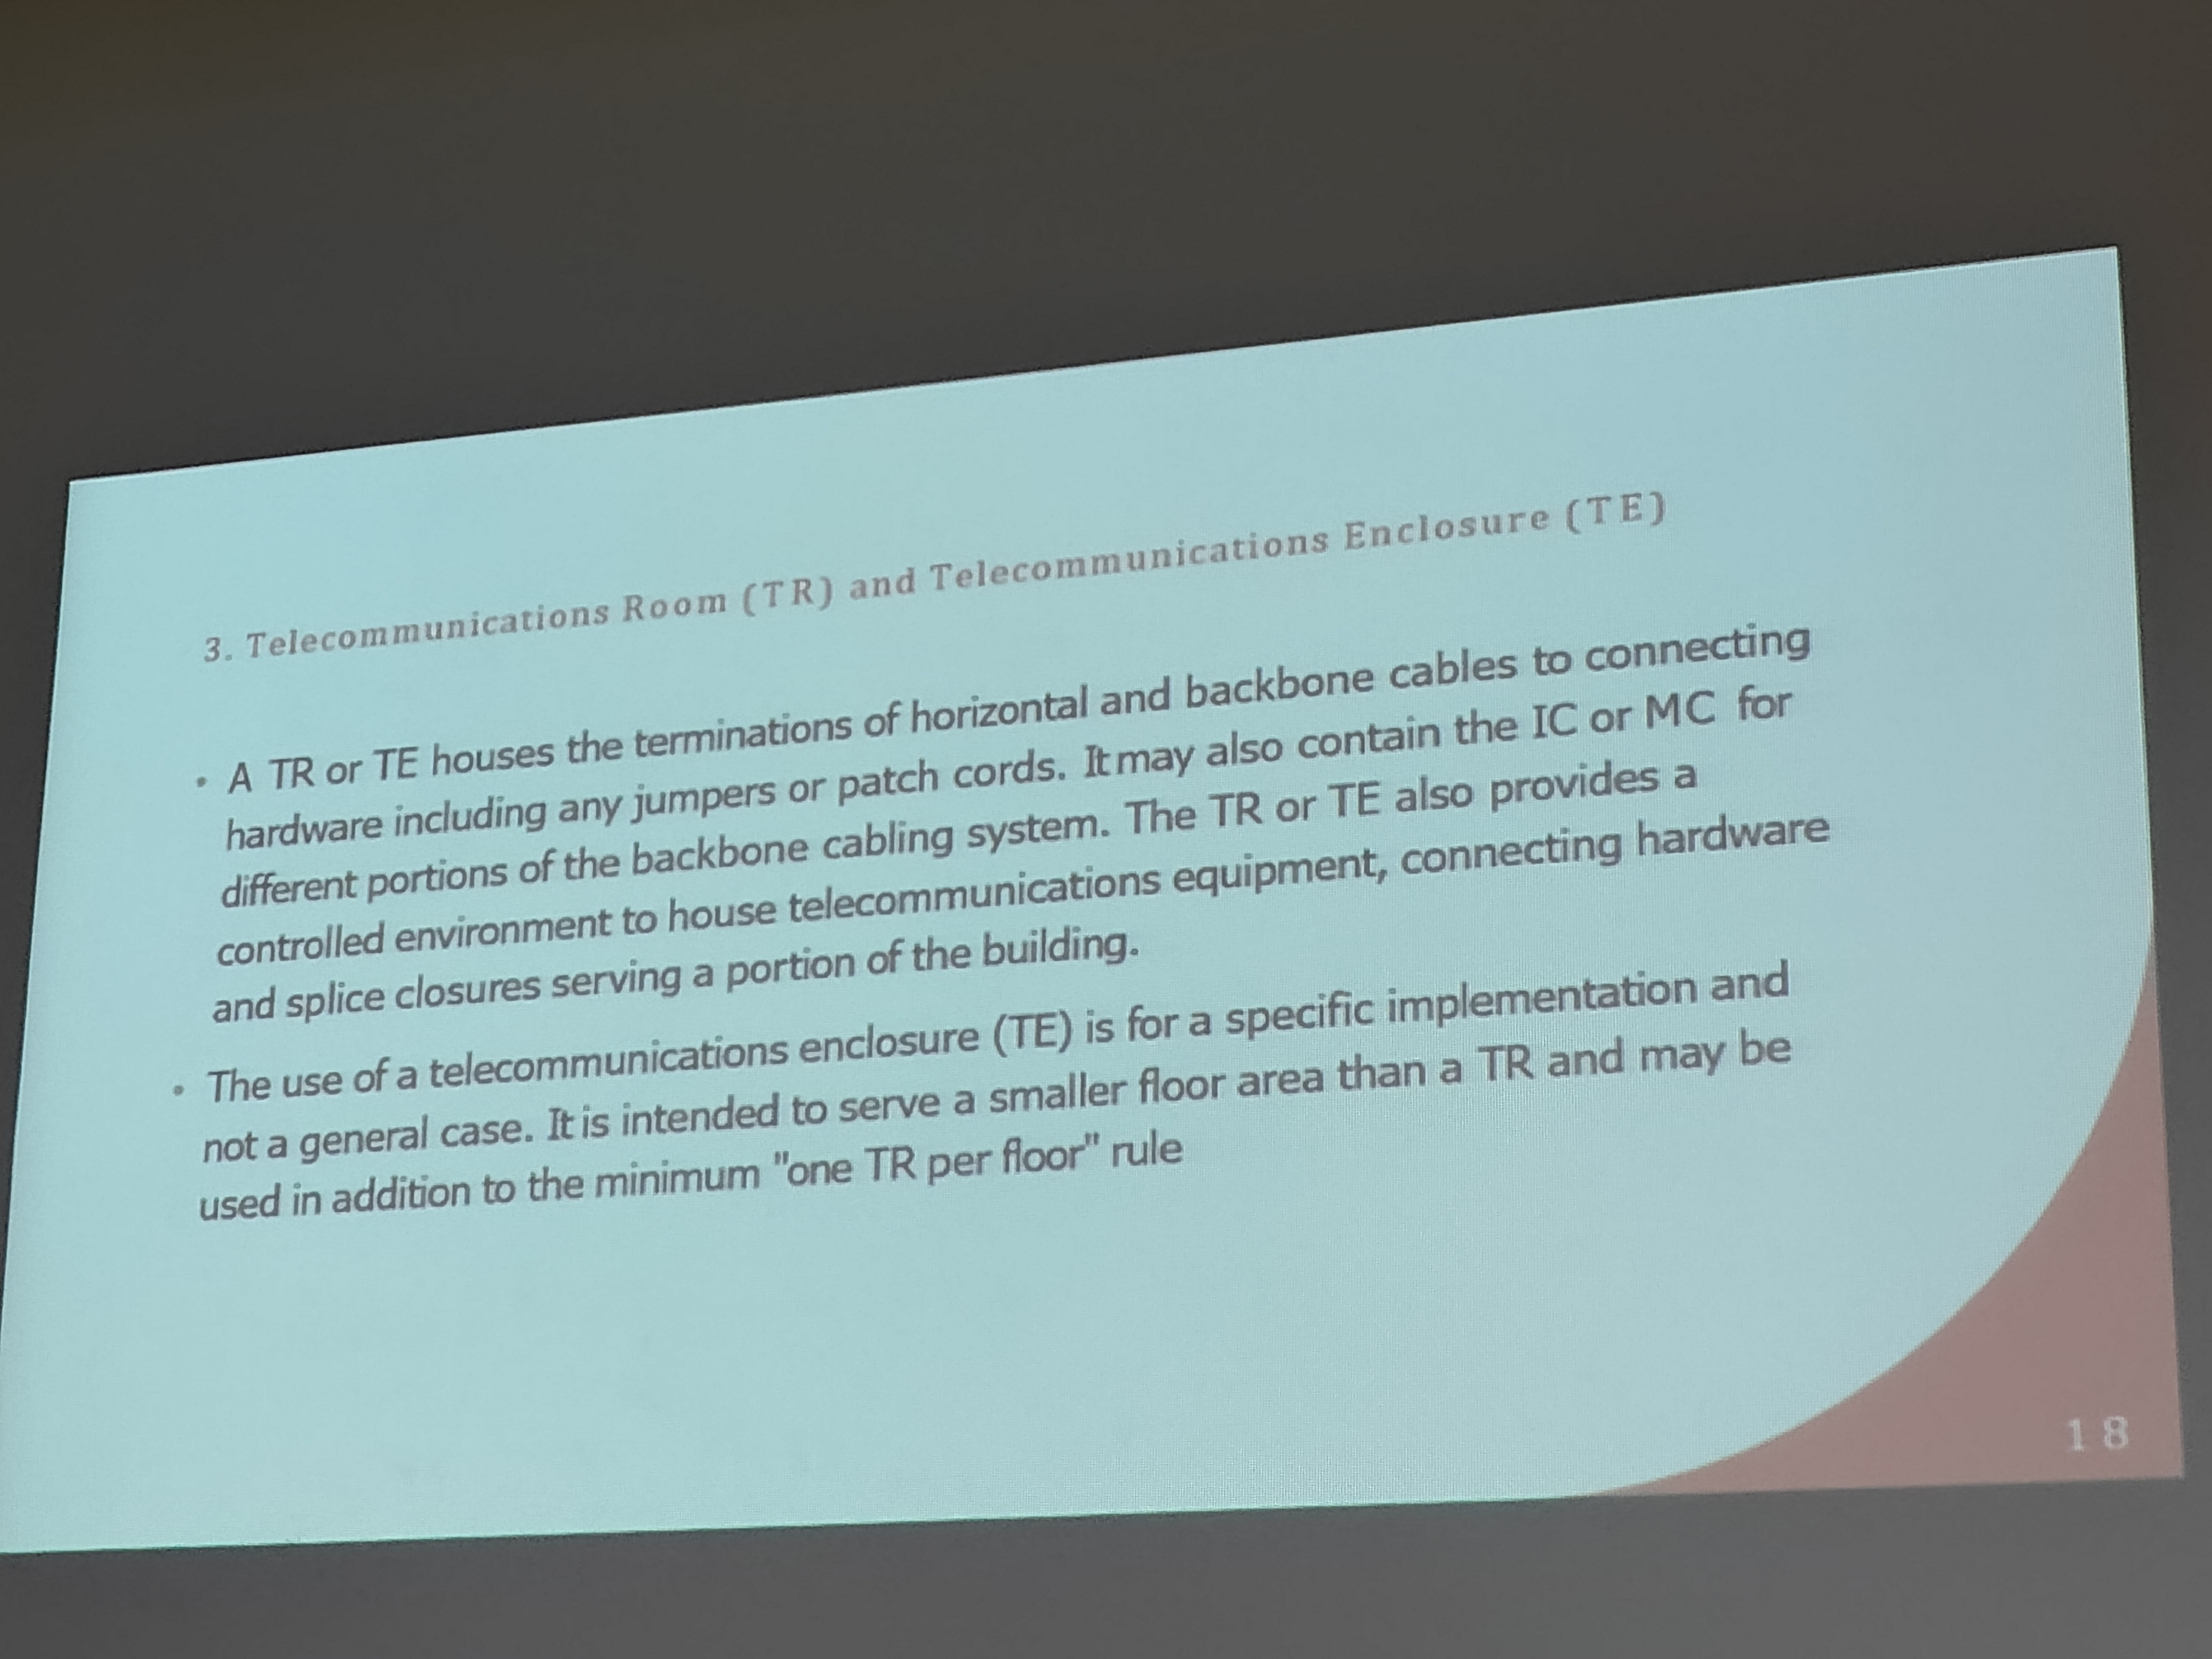 3. Telecommunications Room (TR) and Telecommunications Enclosure (TE)
• A TR or TE houses the terminations of horizontal and backbone cables to connecting
hardware including any jumpers or patch cords. It may also contain the IC or MC for
different portions of the backbone cabling system. The TR or TE also provides a
controlled environment to house telecommunications equipment, connecting hardware
and splice closures serving a portion of the building.
• The use of a telecommunications enclosure (TE) is for a specific implementation and
not a general case. It is intended to serve a smaller floor area than a TR and may be
used in addition to the minimum "one TR per floor" rule
18